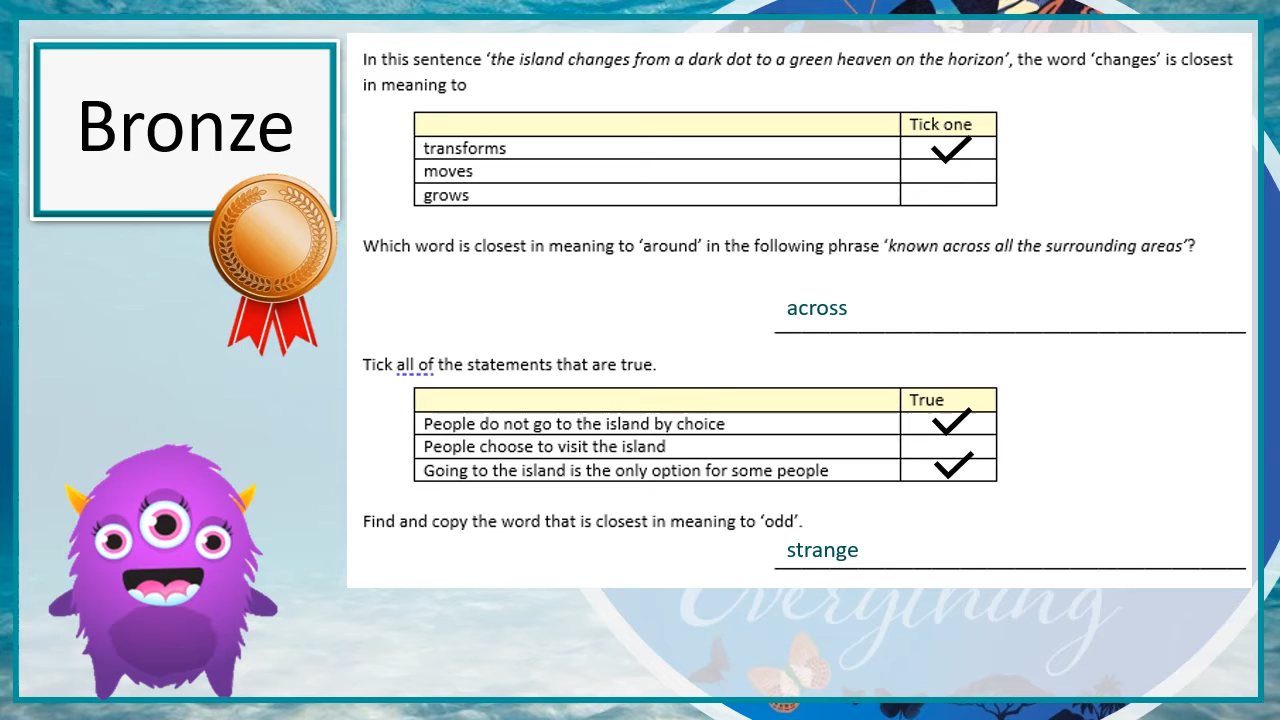 Bronze
In this sentence ‘the island changes from a dark dot to a green heaven on the horizon’, the word ‘changes’ is closest
in meaning to
Tick one
transforms ✓
moves
grows
Which word is closest in meaning to ‘around’ in the following phrase ‘known across all the surrounding areas’?
across
Tick all of the statements that are true.
True
People do not go to the island by choice ✓
People choose to visit the island
Going to the island is the only option for some people ✓
Find and copy the word that is closest in meaning to ‘odd’.
strange
Everything